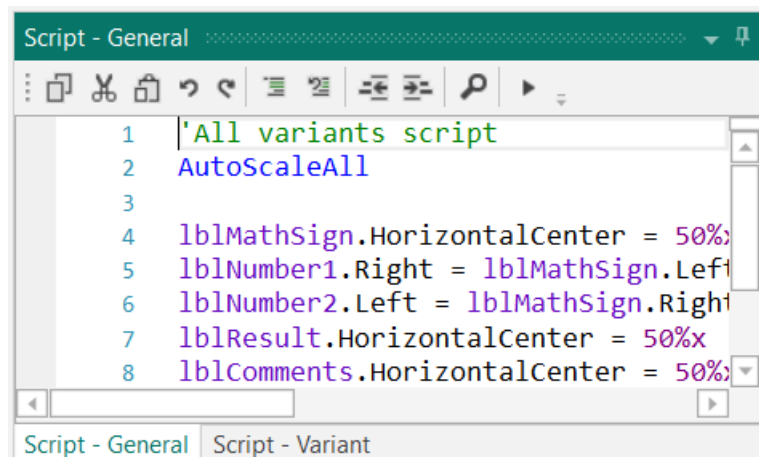 Script - General
1 'All variants script
2 AutoScaleAll
3
4 lblMathSign.HorizontalCenter = 50%x
5 lblNumber1.Right = lblMathSign.Left
6 lblNumber2.Left = lblMathSign.Right
7 lblResult.HorizontalCenter = 50%x
8 lblComments.HorizontalCenter = 50%x
Script - General Script - Variant